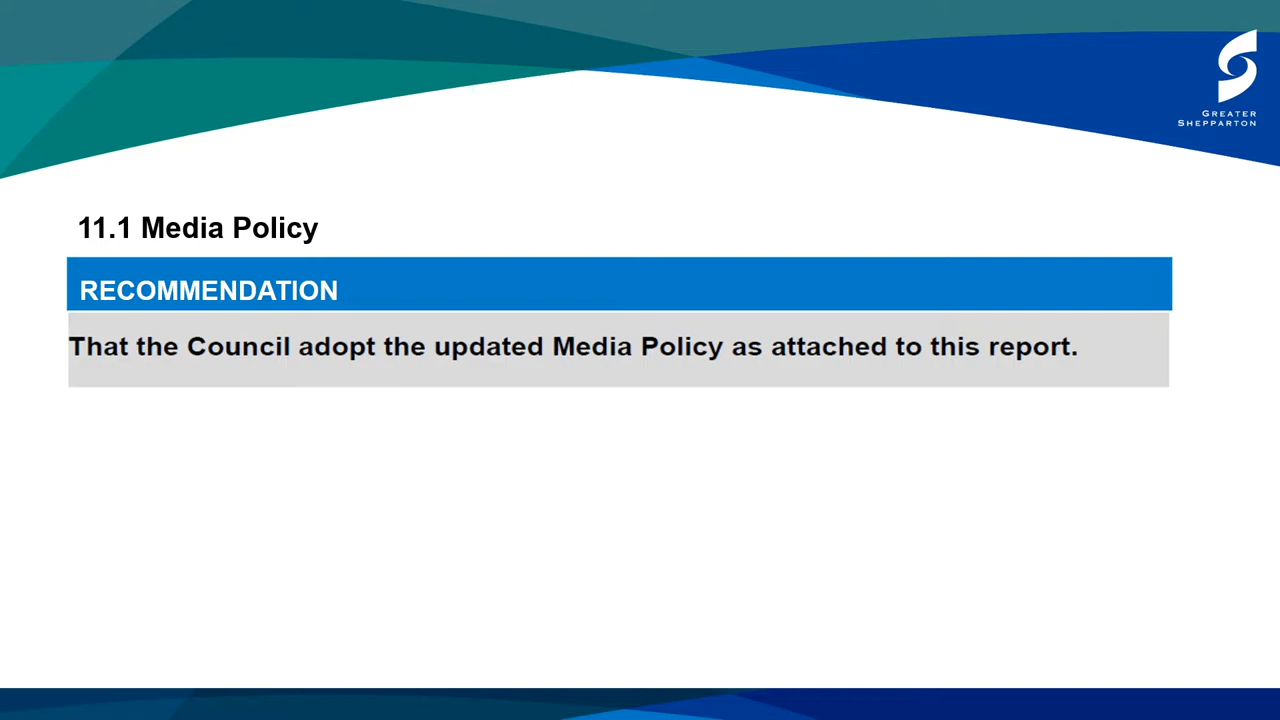 GREATER
SHEPPARTON
11.1 Media Policy
RECOMMENDATION
That the Council adopt the updated Media Policy as attached to this report.